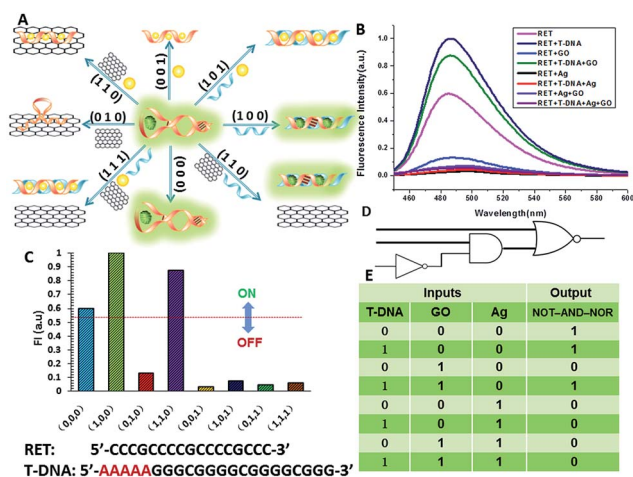 A
(1 1 0)
(0 0 1)
(1 0 1)
(0 1 0)
(1 0 0)
(1 1 1)
(0 0 0)
(1 1 0)
B
Fluorescence Intensity(a.u.)
1.0
0.8
0.6
0.4
0.2
0.0
460
480
500
520
540
560
580
600
Wavelength(nm)
RET
RET+T-DNA
RET+GO
RET+T-DNA+GO
RET+Ag
RET+T-DNA+Ag
RET+Ag+GO
RET+T-DNA+Ag+GO
C
FI (a.u)
1
0.9
0.8
0.7
0.6
0.5
0.4
0.3
0.2
0.1
0
ON
OFF
(0,0,0)
(1,0,0)
(0,1,0)
(1,1,0)
(0,0,1)
(1,0,1)
(0,1,1)
(1,1,1)
RET: 5'-CCCGCCCCGCCCCGCCC-3'
T-DNA: 5'-AAAAAGGGCGGGGCGGGGCGGG-3'
D
E
Inputs Output
T-DNA GO Ag NOT–AND–NOR
0 0 0 1
1 0 0 1
0 1 0 0
1 1 0 1
0 0 1 0
1 0 1 0
0 1 1 0
1 1 1 0